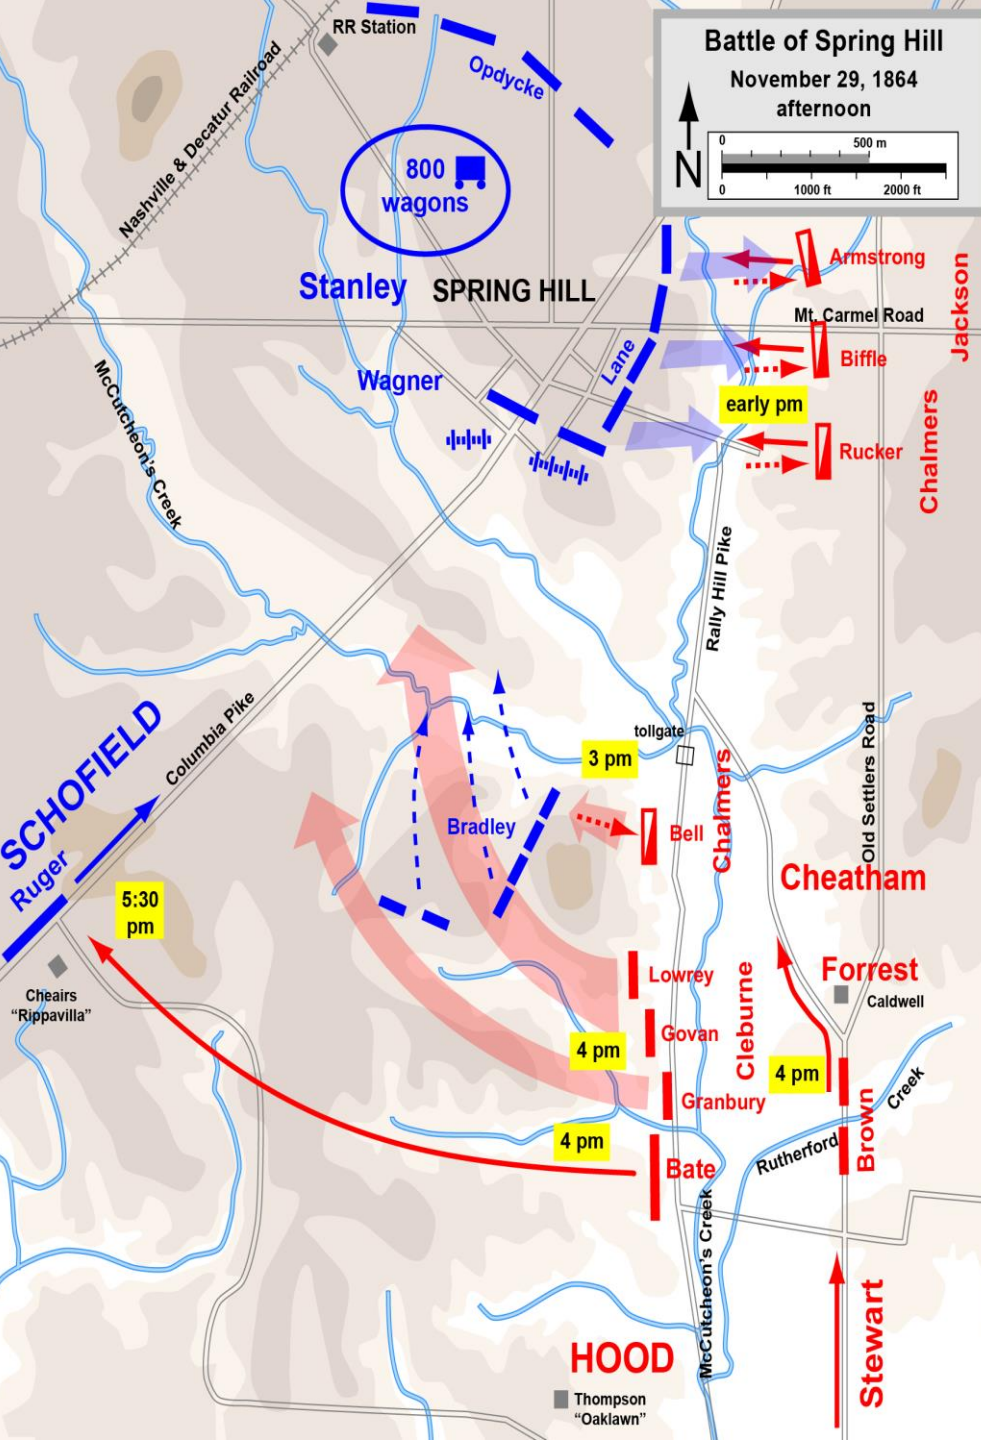 RR Station
Battle of Spring Hill
November 29, 1864
afternoon
N
0
500 m
0
1000 ft
2000 ft
Opdycke
Nashville & Decatur Railroad
800
wagons
Stanley
SPRING HILL
Armstrong
Jackson
Mt. Carmel Road
Lane
Biffle
Wagner
early pm
Chalmers
Rucker
McCutcheon's Creek
Rally Hill Pike
SCHOFIELD
Columbia Pike
tollgate
3 pm
Old Settlers Road
Bradley
Bell
Chalmers
Ruger
Cheatham
5:30
pm
Lowrey
Forrest
Cheairs
"Rippavilla"
Caldwell
Cleburne
Govan
4 pm
4 pm
Granbury
Creek
4 pm
Rutherford
Brown
Bate
McCutcheon's Creek
Stewart
HOOD
Thompson
"Oaklawn"